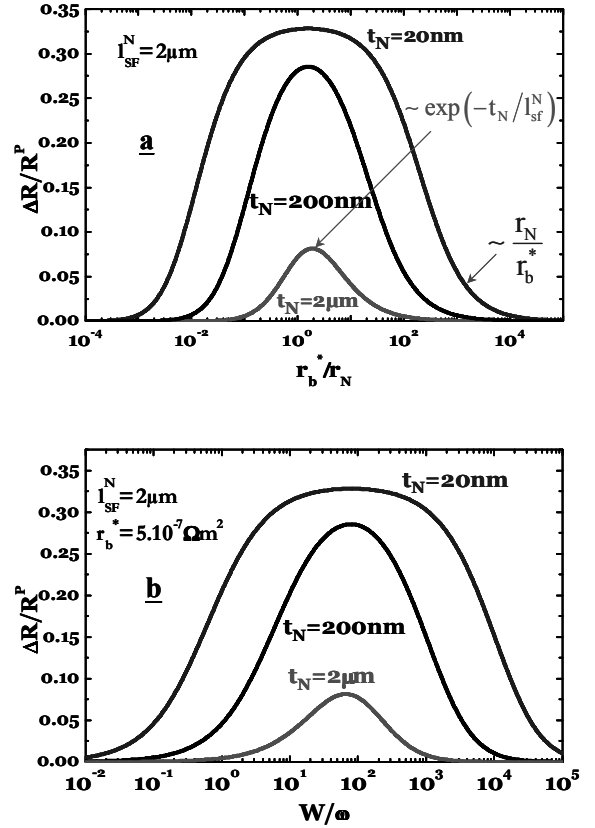 0.35
0.30
0.25
0.20
0.15
0.10
0.05
0.00
ΔR/R^P
l_SF^N=2μm
a
t_N=20nm
~ exp(−t_N/l_sf^N)
t_N=200nm
~ r_N/r_b^*
t_N=2μm
10^-4 10^-2 10^0 10^2 10^4
r_b^*/r_N
0.35
0.30
0.25
0.20
0.15
0.10
0.05
0.00
ΔR/R^P
t_N=20nm
l_SF^N=2μm
r_b^*=5.10^-7Ωm^2
b
t_N=200nm
t_N=2μm
10^-2 10^-1 10^0 10^1 10^2 10^3 10^4 10^5
W/ω